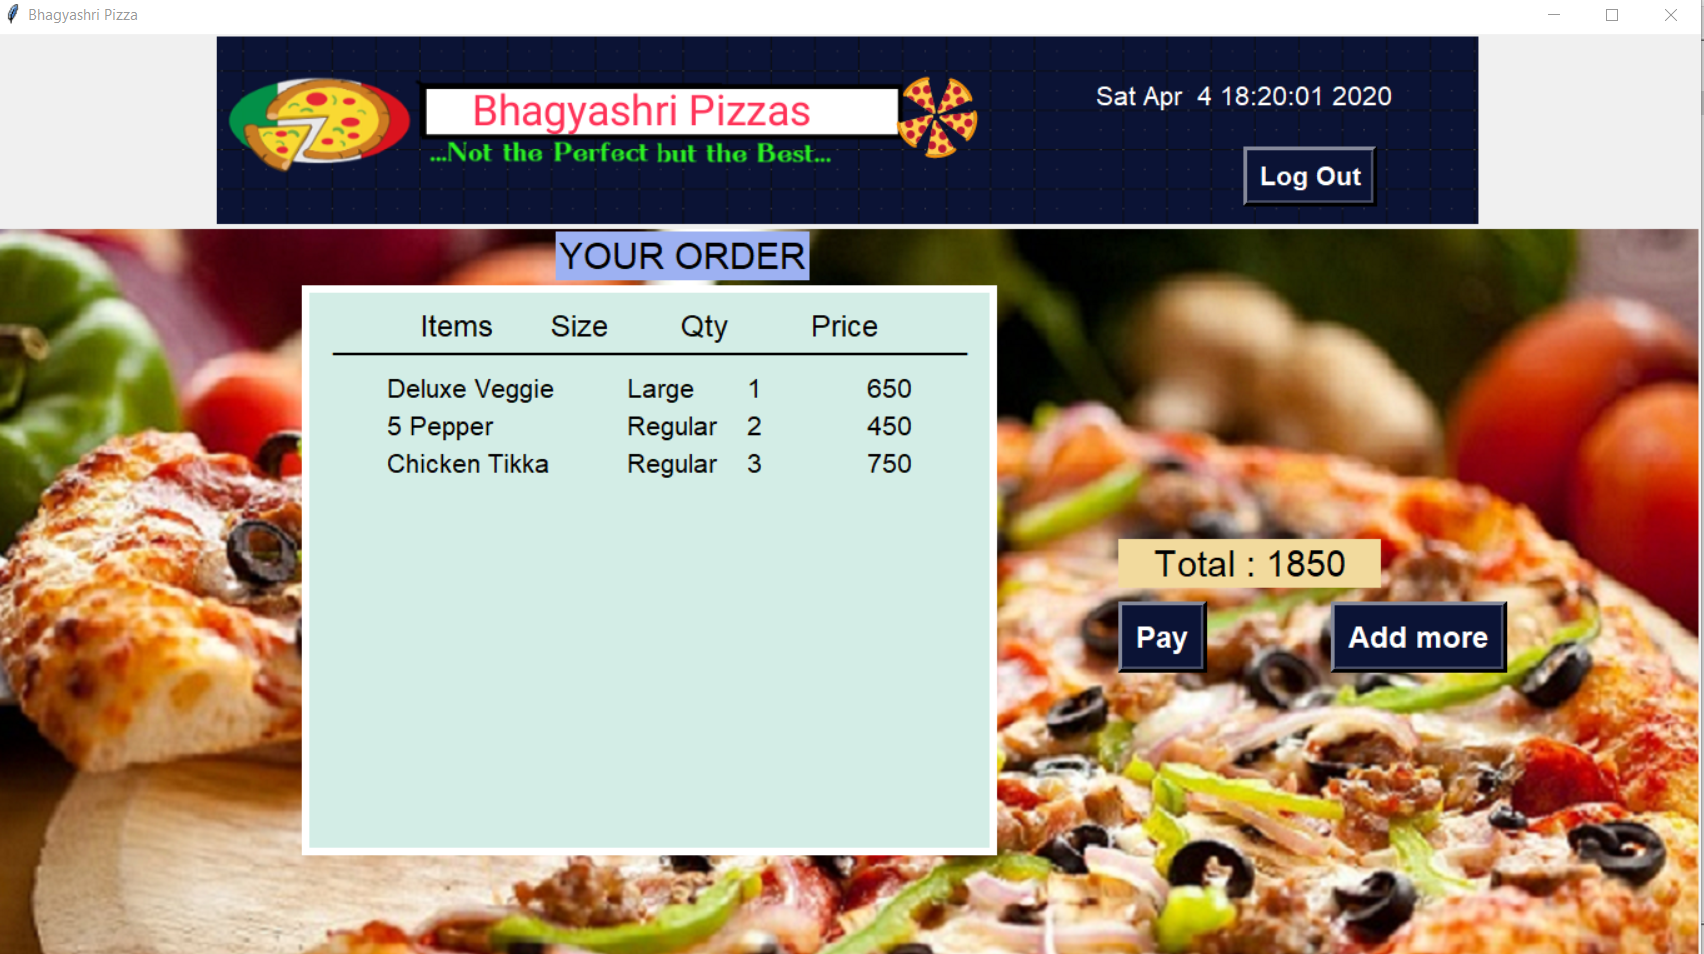 Bhagyashri Pizza
Bhagyashri Pizzas
...Not the Perfect but the Best...
Sat Apr  4 18:20:01 2020
Log Out
YOUR ORDER
Items Size Qty Price
Deluxe Veggie Large 1 650
5 Pepper Regular 2 450
Chicken Tikka Regular 3 750
Total : 1850
Pay Add more